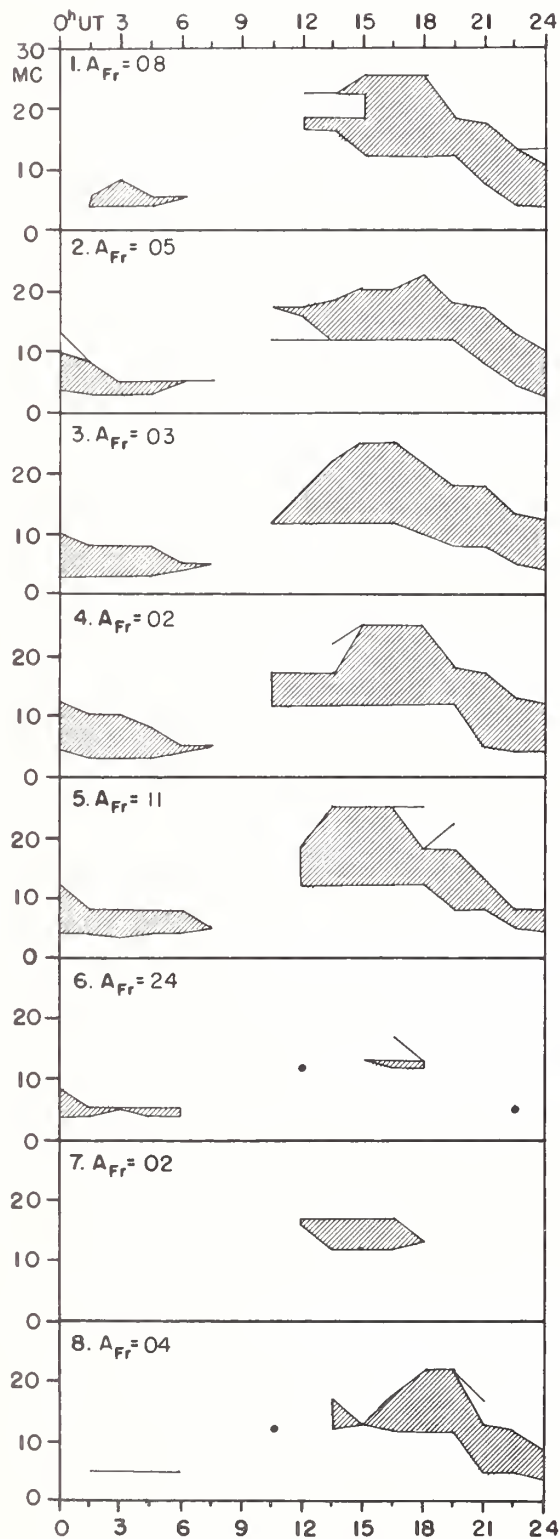 0ʰUT 3 6 9 12 15 18 21 24
30
MC
1. A_Fr = 08
20
10
0
2. A_Fr = 05
20
10
0
3. A_Fr = 03
20
10
0
4. A_Fr = 02
20
10
0
5. A_Fr = 11
20
10
0
6. A_Fr = 24
20
10
0
7. A_Fr = 02
20
10
0
8. A_Fr = 04
20
10
0
0 3 6 9 12 15 18 21 24